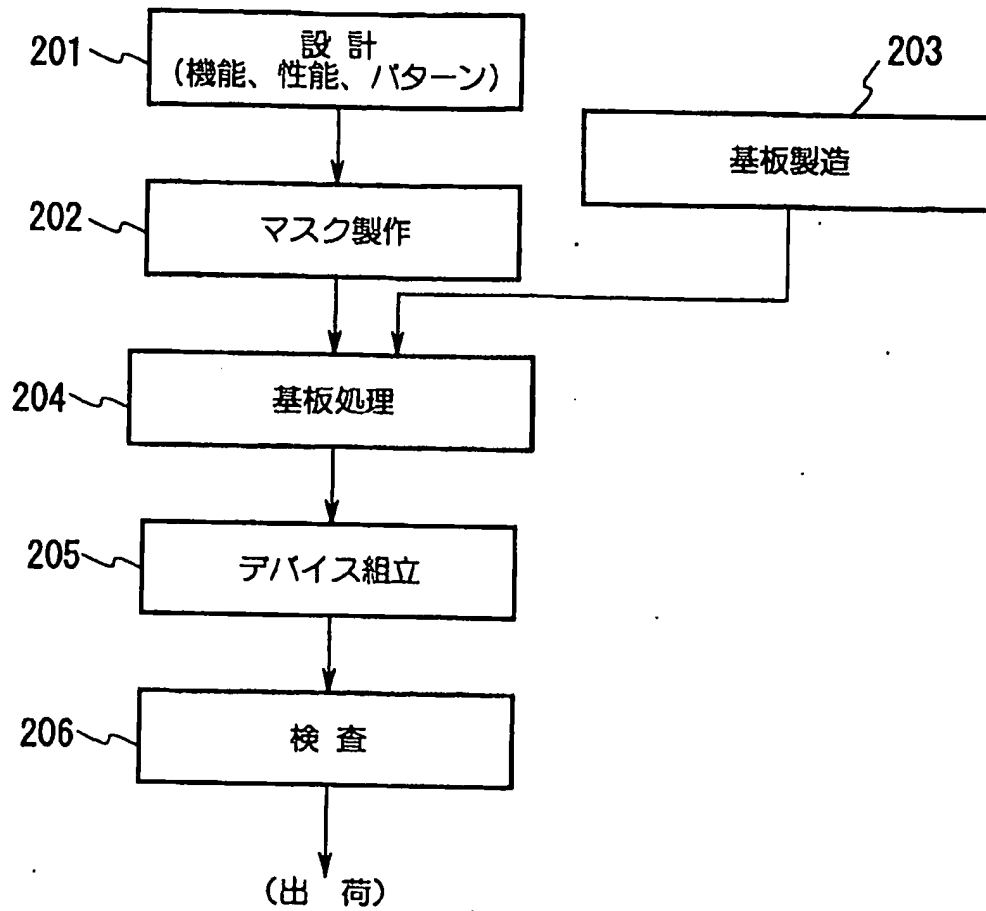 201
設 計
(機能、性能、パターン)
203
基板製造
202
マスク製作
204
基板処理
205
デバイス組立
206
検 査
(出 荷)